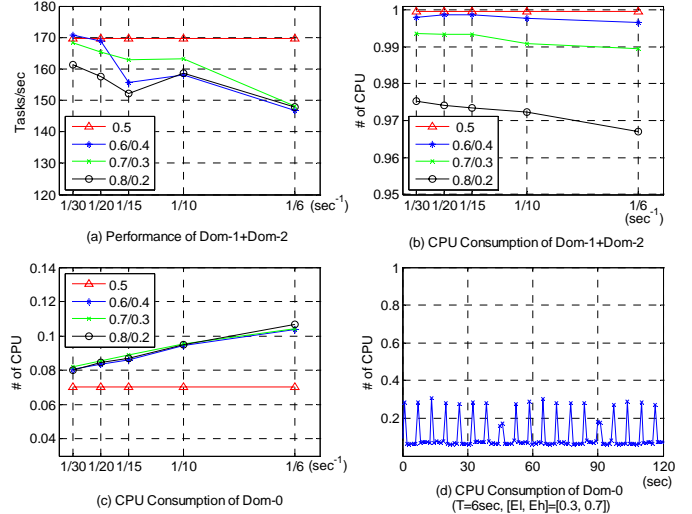 180
170
160
150
140
130
120
Tasks/sec
0.5
0.6/0.4
0.7/0.3
0.8/0.2
1/30 1/20 1/15 1/10 1/6 (sec⁻¹)
(a) Performance of Dom-1+Dom-2
1
0.99
0.97
0.95
# of CPU
0.5
0.6/0.4
0.7/0.3
0.8/0.2
1/30 1/20 1/15 1/10 1/6
(sec⁻¹)
(b) CPU Consumption of Dom-1+Dom-2
0.14
0.12
0.1
0.08
0.06
0.04
# of CPU
0.5
0.6/0.4
0.7/0.3
0.8/0.2
1/30 1/20 1/15 1/10 1/6 (sec⁻¹)
(c) CPU Consumption of Dom-0
1
0.8
0.6
0.4
0.2
# of CPU
0 30 60 90 120
(sec)
(d) CPU Consumption of Dom-0
(T=6sec, [El, Eh]=[0.3, 0.7])